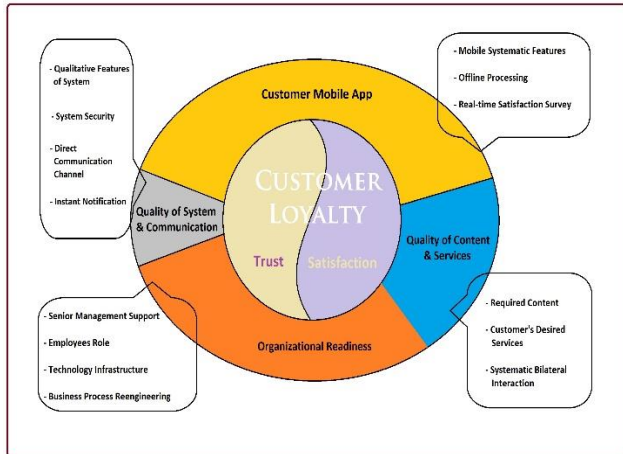 - Qualitative Features
of System
- System Security
- Direct
Communication
Channel
- Instant Notification
- Mobile Systematic Features
- Offline Processing
- Real-time Satisfaction Survey
Customer Mobile App
CUSTOMER
LOYALTY
Trust
Satisfaction
Quality of System
& Communication
Quality of Content
& Services
Organizational Readiness
- Senior Management Support
- Employees Role
- Technology Infrastructure
- Business Process Reengineering
- Required Content
- Customer's Desired
Services
- Systematic Bilateral
Interaction